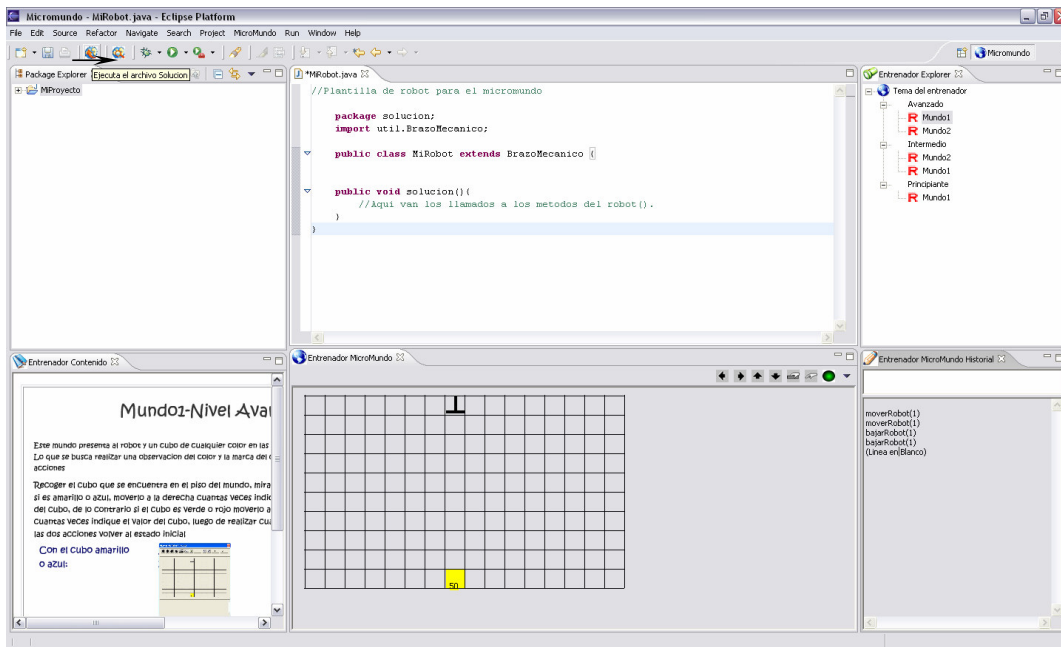 Micromundo - MiRobot.java - Eclipse Platform
File Edit Source Refactor Navigate Search Project MicroMundo Run Window Help
Micromundo
Package Explorer
Ejecuta el archivo Solucion
MiProyecto
*MiRobot.java
//Plantilla de robot para el micromundo
package solucion;
import util.BrazoMecanico;
public class MiRobot extends BrazoMecanico {
public void solucion(){
//Aqui van los llamados a los metodos del robot().
}
}
Entrenador Explorer
Tema del entrenador
Avanzado
Mundo1
Mundo2
Intermedio
Mundo2
Mundo1
Principiante
Mundo1
Entrenador Contenido
Mundo1-Nivel Ava
Este mundo presenta al robot y un cubo de cualquier color en las
Lo que se busca realizar una observacion del color y la marca del
acciones
Recoger el cubo que se encuentra en el piso del mundo, mira
si es amarillo o azul, moverlo a la derecha cuantas veces indi
del cubo, de lo contrario si el cubo es verde o rojo moverlo a
cuantas veces indique el valor del cubo, luego de realizar cu
las dos acciones volver al estado inicial
Con el cubo amarillo
o azul:
Entrenador MicroMundo
50
Entrenador MicroMundo Historial
moverRobot(1)
moverRobot(1)
bajarRobot(1)
bajarRobot(1)
(Linea en|Blanco)